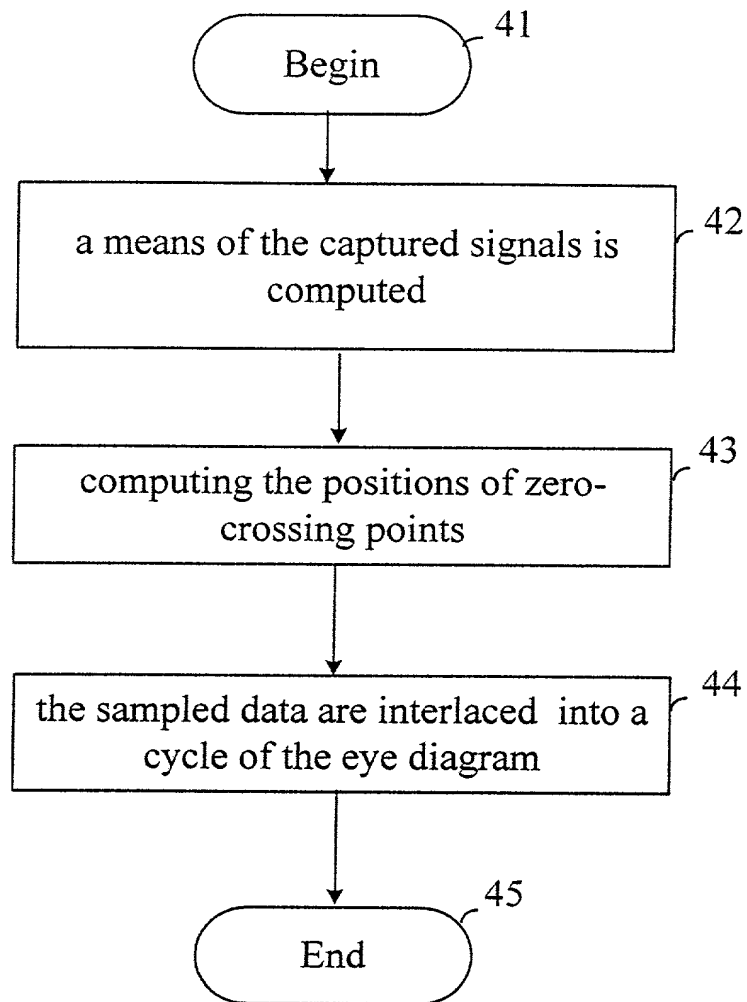 41
Begin
42
a means of the captured signals is
computed
43
computing the positions of zero-
crossing points
44
the sampled data are interlaced into a
cycle of the eye diagram
45
End